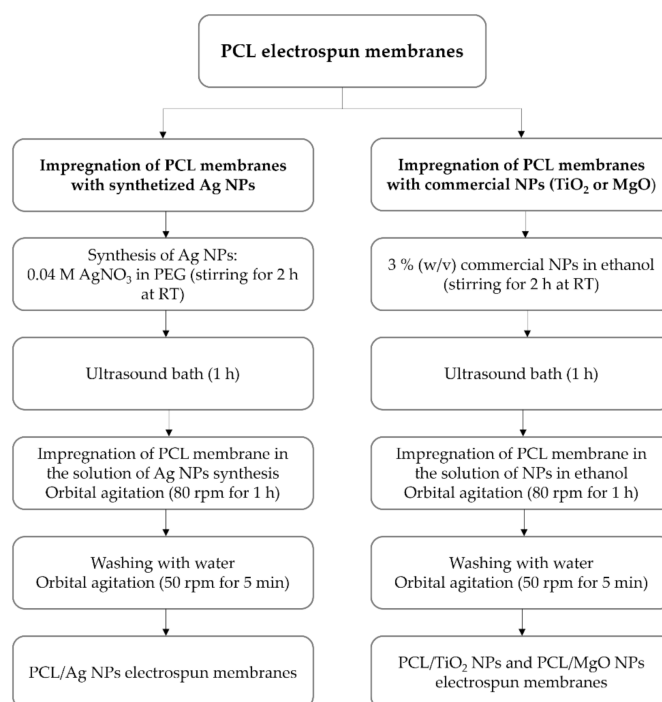 PCL electrospun membranes
Impregnation of PCL membranes
with synthetized Ag NPs
Synthesis of Ag NPs:
0.04 M AgNO₃ in PEG (stirring for 2 h
at RT)
Ultrasound bath (1 h)
Impregnation of PCL membrane in
the solution of Ag NPs synthesis
Orbital agitation (80 rpm for 1 h)
Washing with water
Orbital agitation (50 rpm for 5 min)
PCL/Ag NPs electrospun membranes
Impregnation of PCL membranes
with commercial NPs (TiO₂ or MgO)
3 % (w/v) commercial NPs in ethanol
(stirring for 2 h at RT)
Ultrasound bath (1 h)
Impregnation of PCL membrane in
the solution of NPs in ethanol
Orbital agitation (80 rpm for 1 h)
Washing with water
Orbital agitation (50 rpm for 5 min)
PCL/TiO₂ NPs and PCL/MgO NPs
electrospun membranes